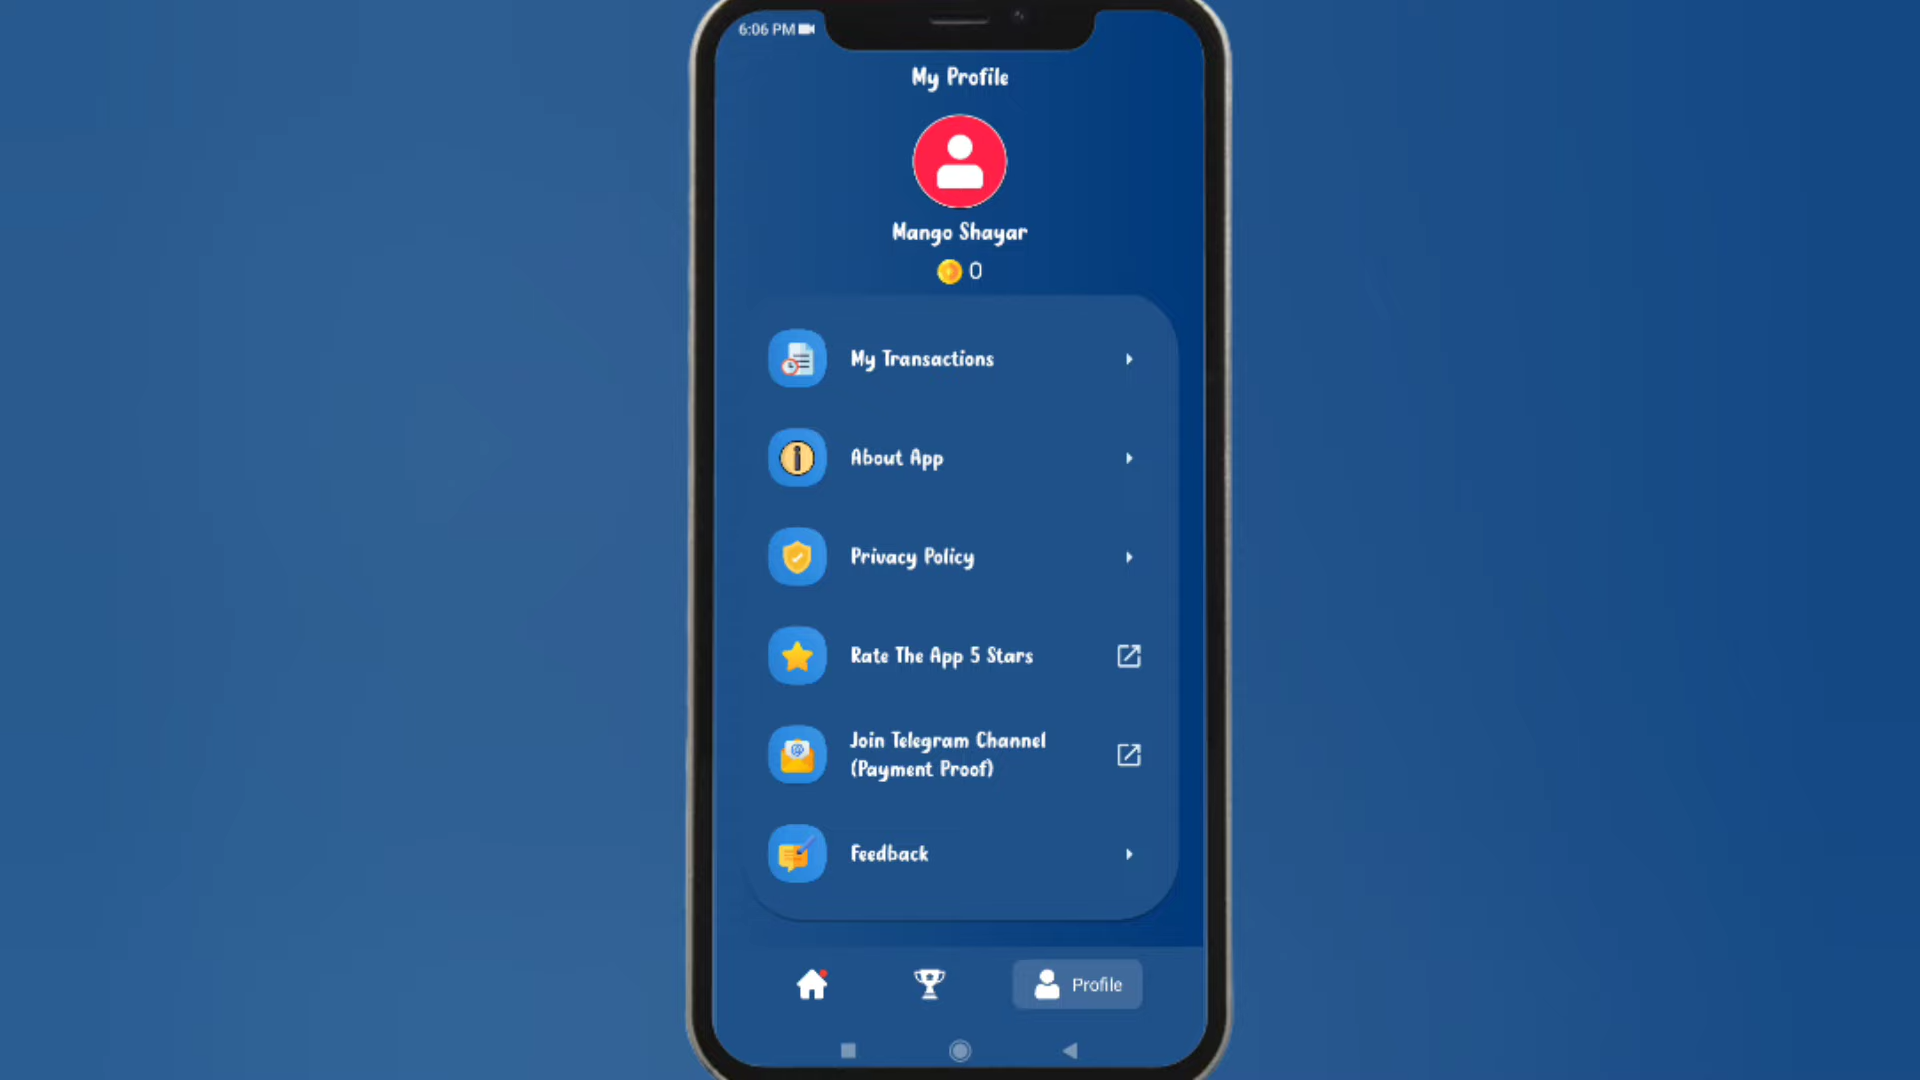 6:06 PM
My Profile
Mango Shayar
0
My Transactions
About App
Privacy Policy
Rate The App 5 Stars
Join Telegram Channel
(Payment Proof)
Feedback
Profile